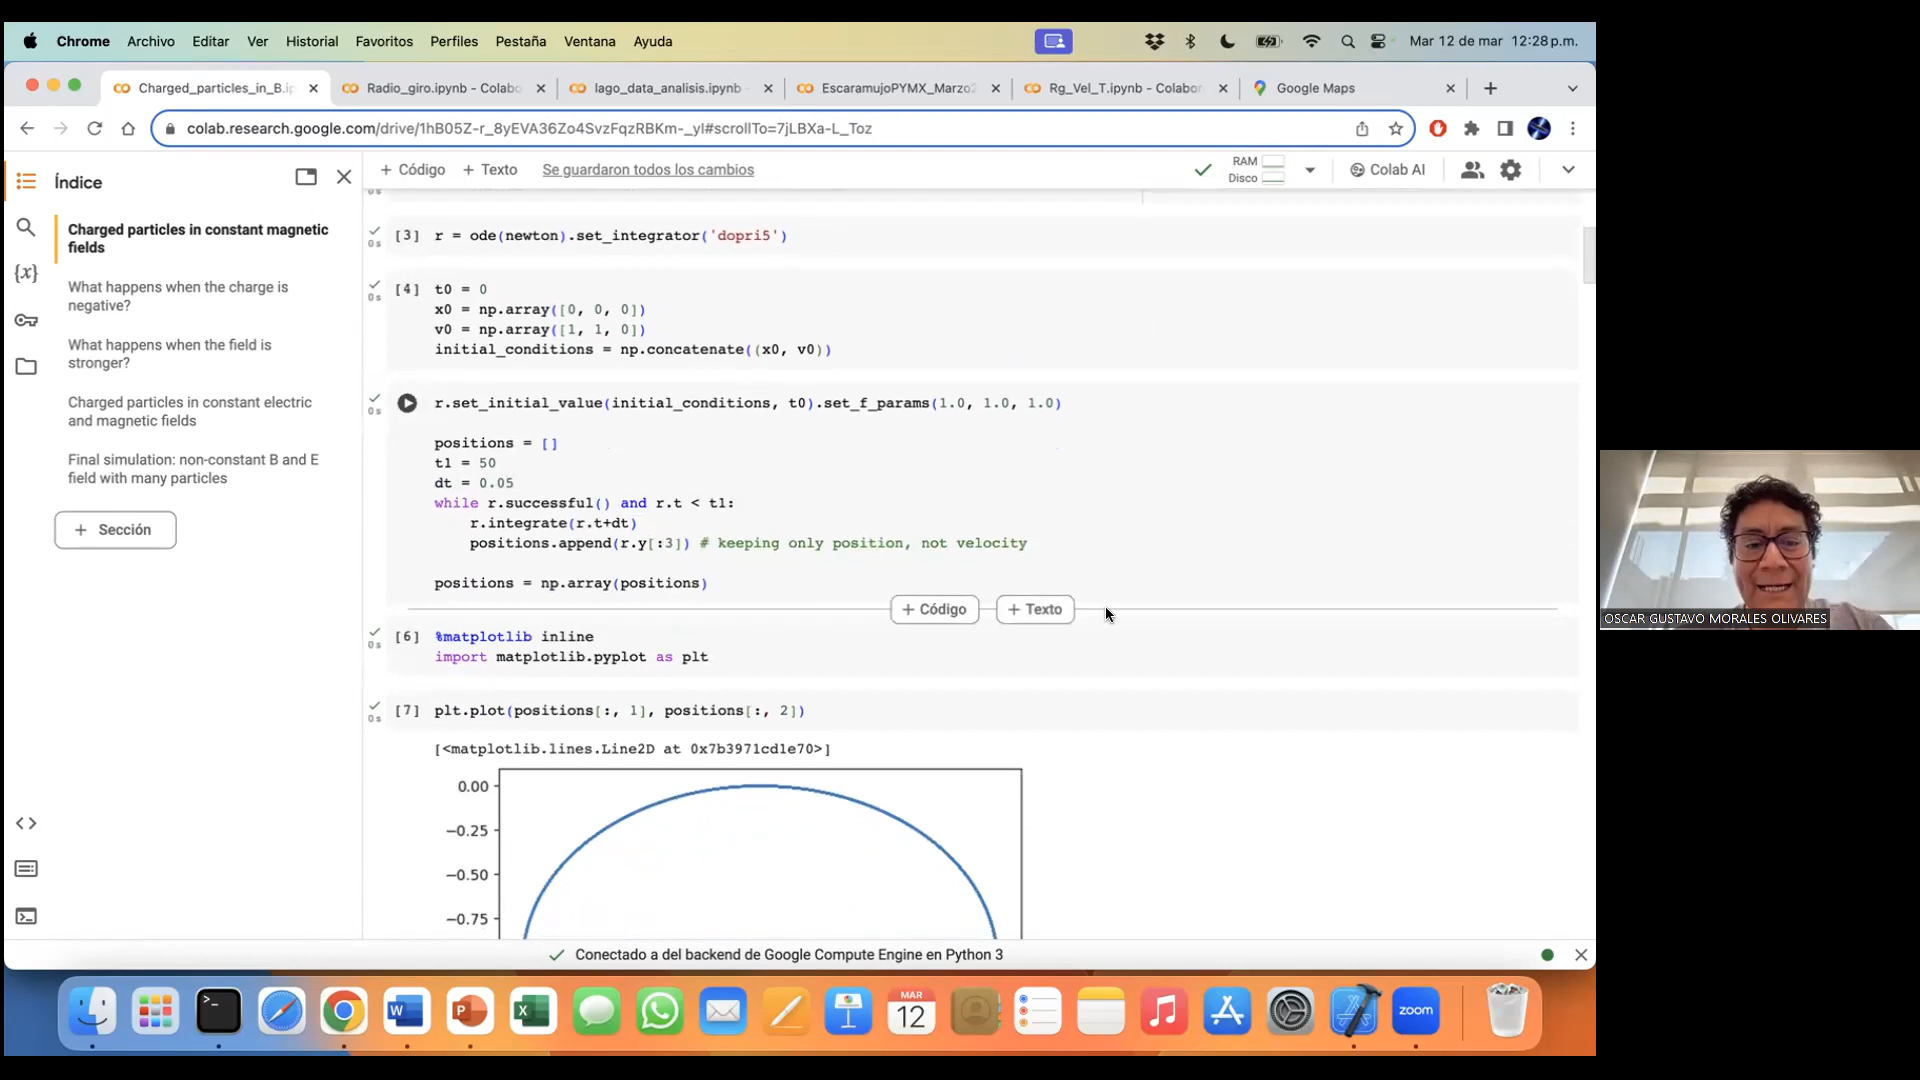 Chrome Archivo Editar Ver Historial Favoritos Perfiles Pestaña Ventana Ayuda
Mar 12 de mar 12:28 p.m.
Charged_particles_in_B.ip
Radio_giro.ipynb - Colabo
lago_data_analisis.ipynb -
EscaramujoPYMX_Marzo2
Rg_Vel_T.ipynb - Colabor
Google Maps
colab.research.google.com/drive/1hB05Z-r_8yEVA36Zo4SvzFqzRBKm-_yl#scrollTo=7jLBXa-L_Toz
Índice
+ Código + Texto Se guardaron todos los cambios
RAM
Disco
Colab AI
Charged particles in constant magnetic
fields
What happens when the charge is
negative?
What happens when the field is
stronger?
Charged particles in constant electric
and magnetic fields
Final simulation: non-constant B and E
field with many particles
+ Sección
0s
[3] r = ode(newton).set_integrator('dopri5')
0s
[4] t0 = 0
0s
x0 = np.array([0, 0, 0])
v0 = np.array([1, 1, 0])
initial_conditions = np.concatenate((x0, v0))
r.set_initial_value(initial_conditions, t0).set_f_params(1.0, 1.0, 1.0)
0s
positions = []
t1 = 50
dt = 0.05
while r.successful() and r.t < t1:
r.integrate(r.t+dt)
positions.append(r.y[:3]) # keeping only position, not velocity
positions = np.array(positions)
+ Código + Texto
[6] %matplotlib inline
0s
import matplotlib.pyplot as plt
[7] plt.plot(positions[:, 1], positions[:, 2])
0s
[<matplotlib.lines.Line2D at 0x7b3971cd1e70>]
0.00
−0.25
−0.50
−0.75
Conectado a del backend de Google Compute Engine en Python 3
MAR
12
zoom
OSCAR GUSTAVO MORALES OLIVARES